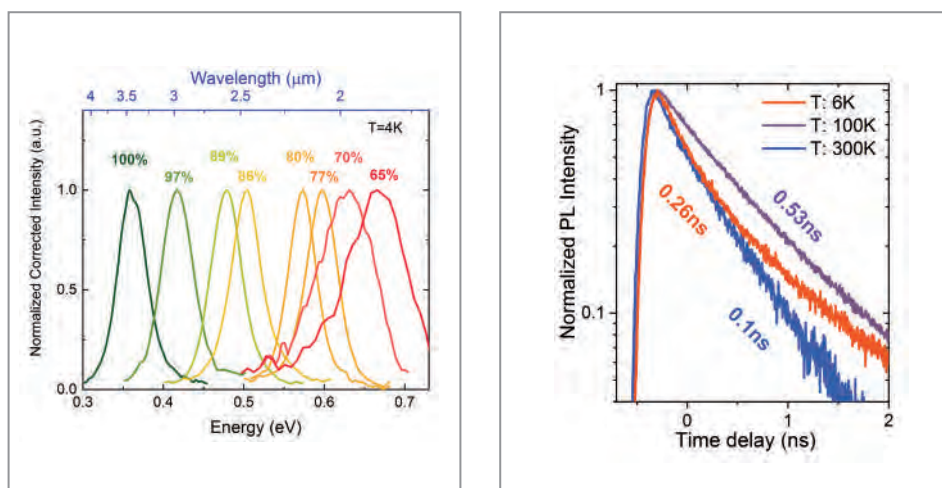 Wavelength (μm)
4 3.5 3 2.5 2
T=4K
100% 97% 89% 86% 80% 77% 70% 65%
Normalized Corrected Intensity (a.u.)
1.0
0.5
0.0
0.3 0.4 0.5 0.6 0.7
Energy (eV)
Normalized PL Intensity
1
0.1
T: 6K
T: 100K
T: 300K
0.53ns
0.26ns
0.1ns
0 1 2
Time delay (ns)